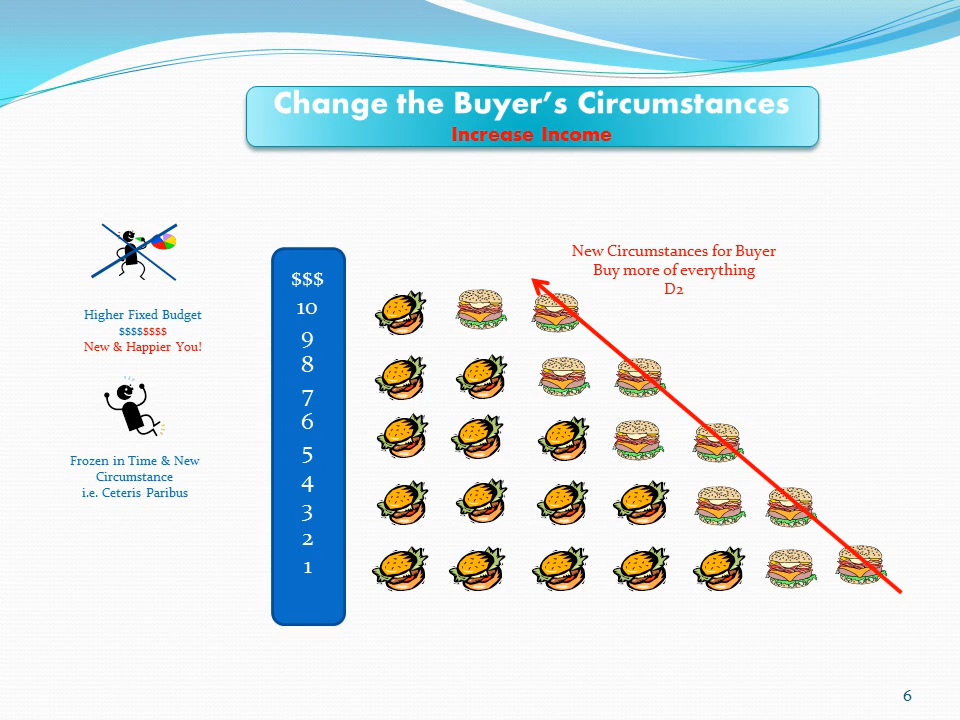 Change the Buyer's Circumstances
Increase Income
New Circumstances for Buyer
Buy more of everything
D2
Higher Fixed Budget
$$$$$$$$
New & Happier You!
Frozen in Time & New
Circumstance
i.e. Ceteris Paribus
$$$
10
9
8
7
6
5
4
3
2
1
6